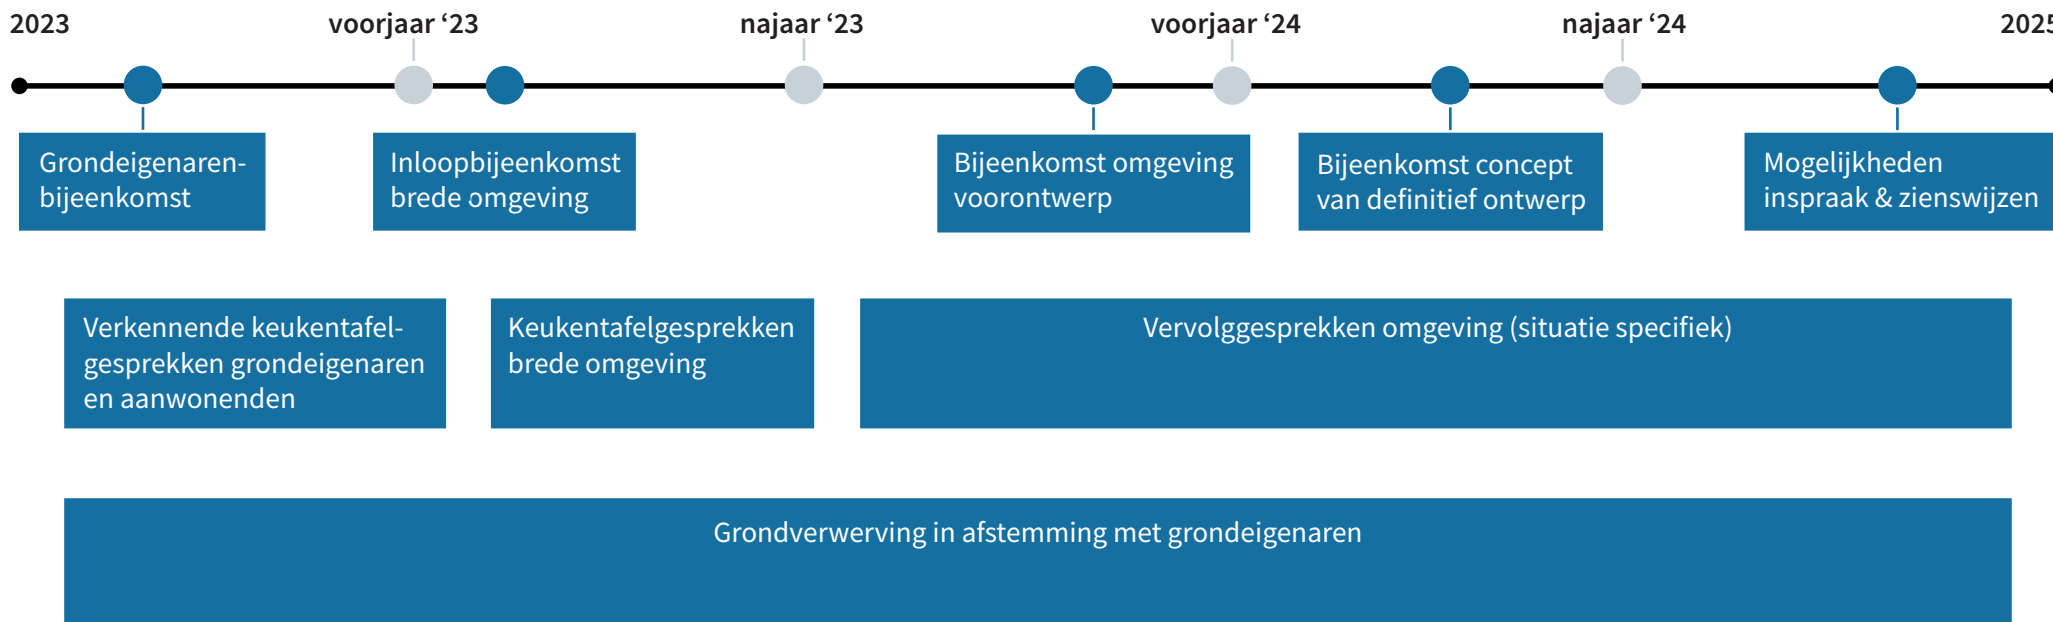 2023
voorjaar ‘23
najaar ‘23
voorjaar ‘24
najaar ‘24
2025
Grondeigenaren-
bijeenkomst
Inloopbijeenkomst
brede omgeving
Bijeenkomst omgeving
voorontwerp
Bijeenkomst concept
van definitief ontwerp
Mogelijkheden
inspraak & zienswijzen
Verkennende keukentafel-
gesprekken grondeigenaren
en aanwonenden
Keukentafelgesprekken
brede omgeving
Vervolggesprekken omgeving (situatie specifiek)
Grondverwerving in afstemming met grondeigenaren